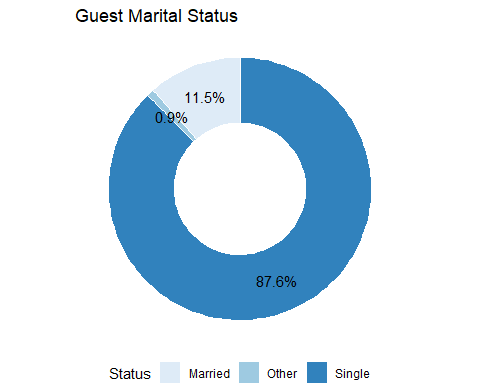 Guest Marital Status
11.5%
0.9%
87.6%
Status Married Other Single